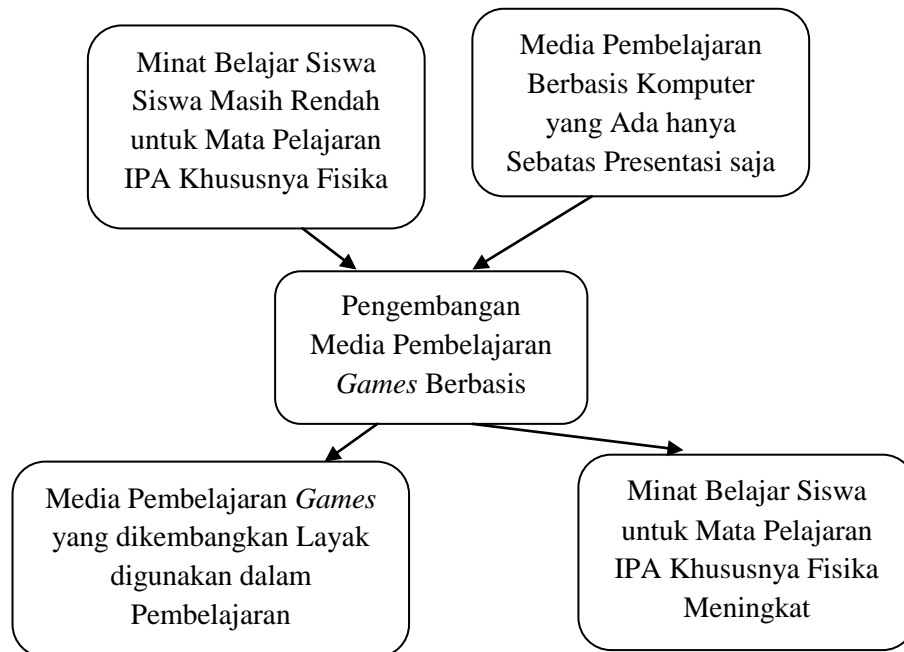 Minat Belajar Siswa
Siswa Masih Rendah
untuk Mata Pelajaran
IPA Khususnya Fisika
Media Pembelajaran
Berbasis Komputer
yang Ada hanya
Sebatas Presentasi saja
Pengembangan
Media Pembelajaran
Games Berbasis
Media Pembelajaran Games
yang dikembangkan Layak
digunakan dalam
Pembelajaran
Minat Belajar Siswa
untuk Mata Pelajaran
IPA Khususnya Fisika
Meningkat